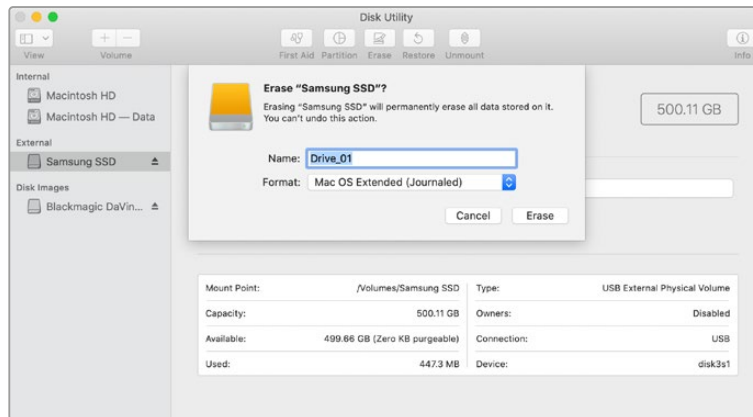 Disk Utility
View
Volume
First Aid
Partition
Erase
Restore
Unmount
Info
Internal
Macintosh HD
Macintosh HD — Data
External
Samsung SSD
Disk Images
Blackmagic DaVin...
Erase “Samsung SSD”?
Erasing “Samsung SSD” will permanently erase all data stored on it.
You can’t undo this action.
Name: Drive_01
Format: Mac OS Extended (Journaled)
Cancel
Erase
500.11 GB
Mount Point: /Volumes/Samsung SSD
Type: USB External Physical Volume
Capacity: 500.11 GB
Owners: Disabled
Available: 499.66 GB (Zero KB purgeable)
Connection: USB
Used: 447.3 MB
Device: disk3s1